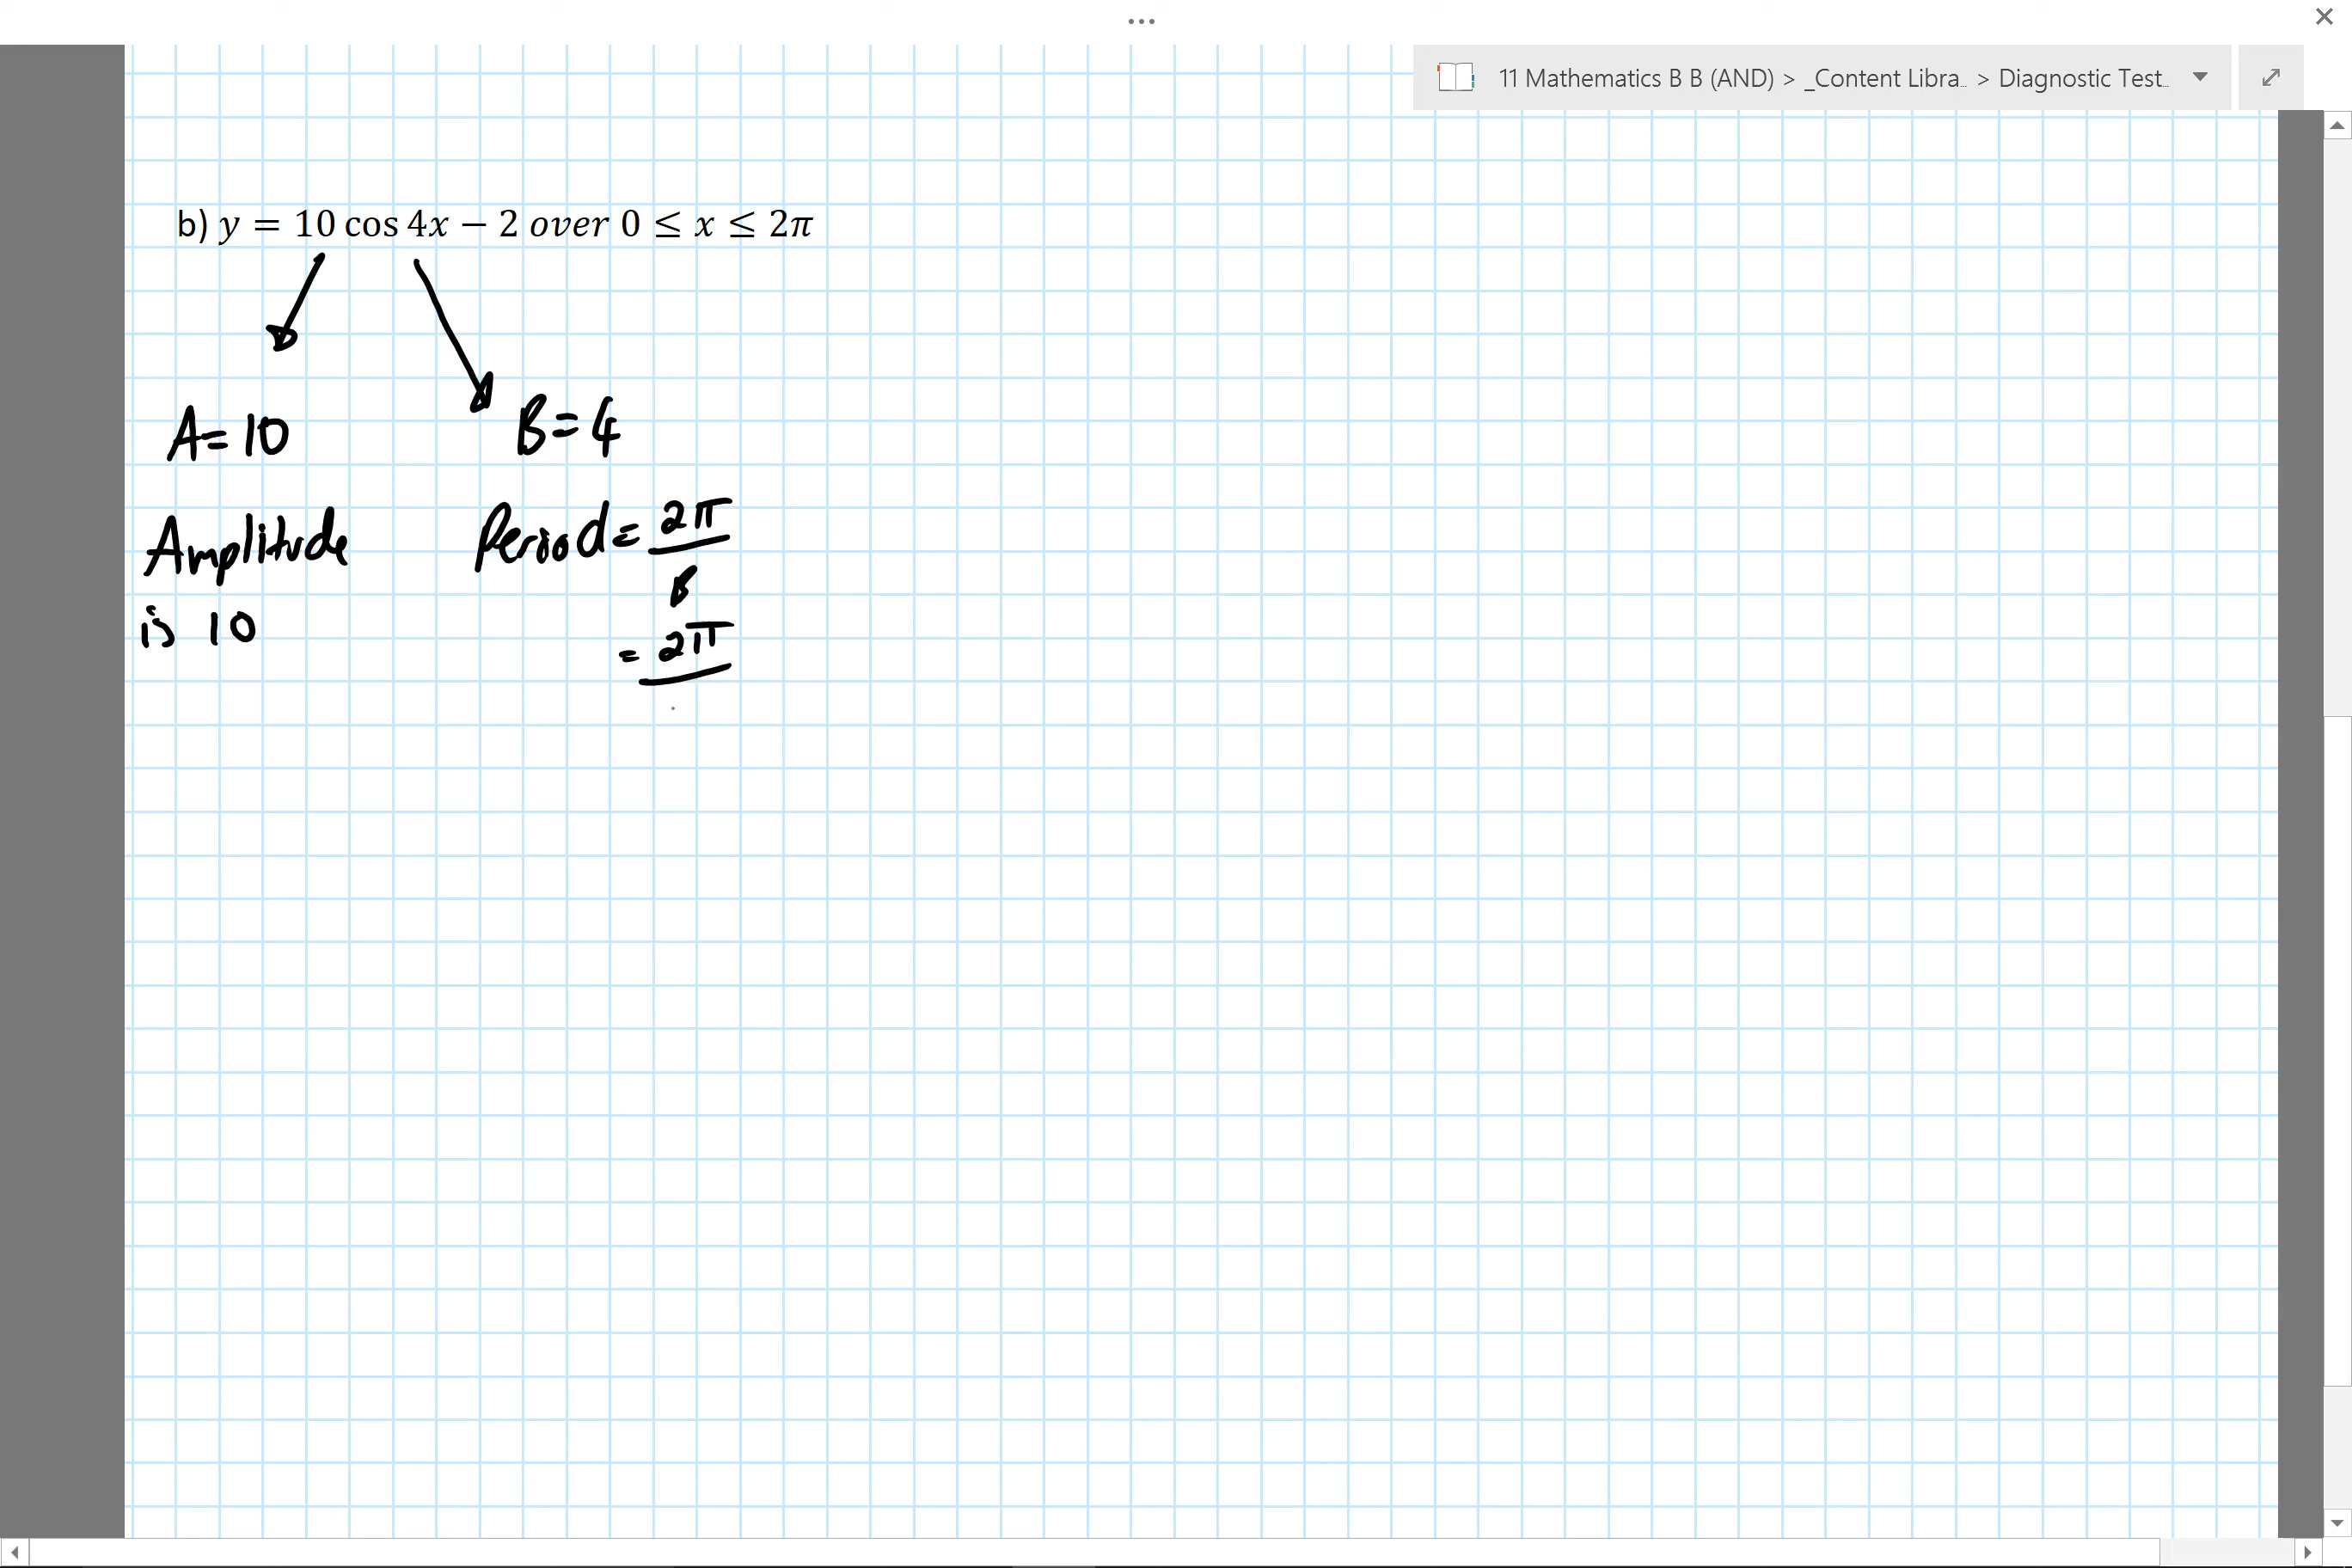 ...
11 Mathematics B B (AND) > _Content Libra... > Diagnostic Test...
b) y = 10 cos 4x − 2 over 0 ≤ x ≤ 2π
A = 10
B = 4
Amplitude
is 10
Period = 2π
B
= 2π